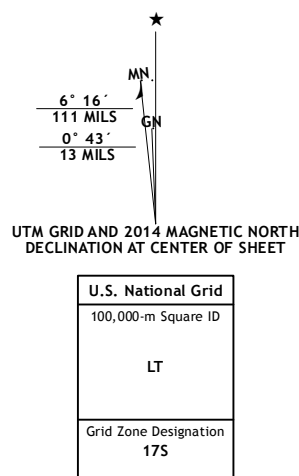 ★
MN.
6° 16´
111 MILS
GN
0° 43´
13 MILS
UTM GRID AND 2014 MAGNETIC NORTH
DECLINATION AT CENTER OF SHEET
U.S. National Grid
100,000-m Square ID
LT
Grid Zone Designation
17S